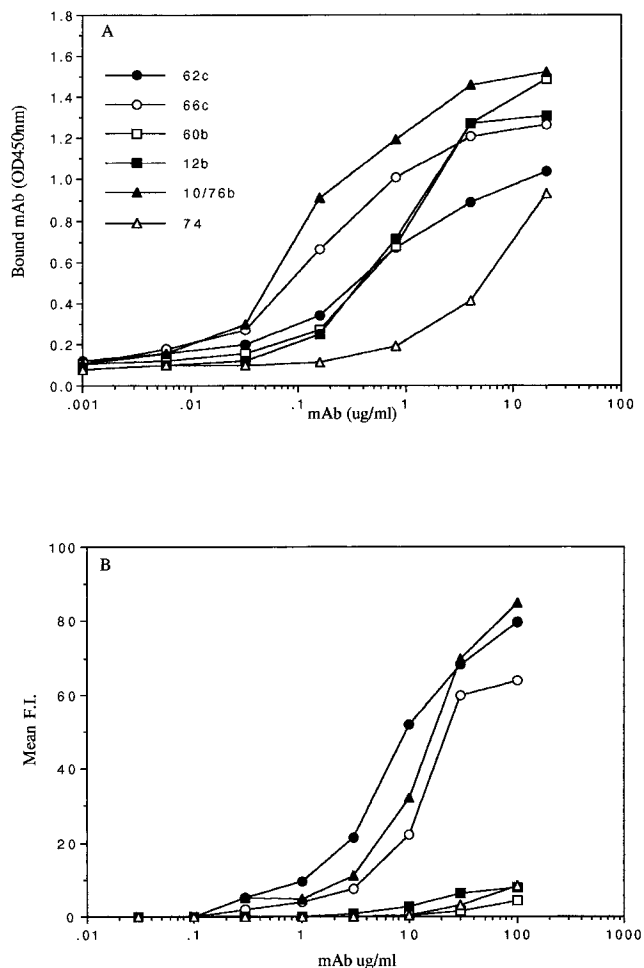 A
1.8
1.6
1.4
1.2
1.0
0.8
0.6
0.4
0.2
0.0
Bound mAb (OD450nm)
62c
66c
60b
12b
10/76b
74
.001
.01
.1
1
10
100
mAb (ug/ml)
B
100
80
60
40
20
0
Mean F.I.
.01
.1
1
10
100
1000
mAb ug/ml